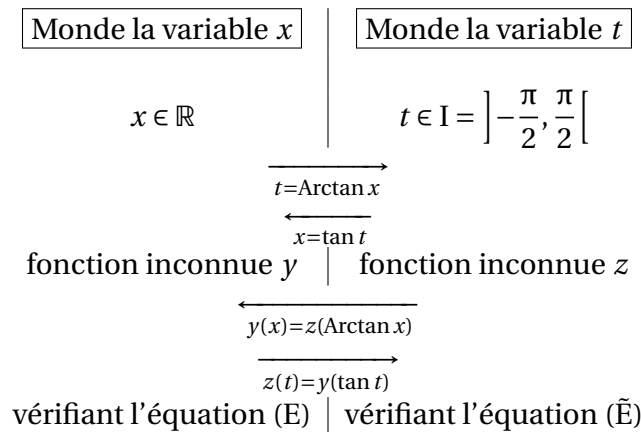 Monde la variable x Monde la variable t
x ∈ ℝ t ∈ I = ]−π/2, π/2[
t=Arctan x
x=tan t
fonction inconnue y fonction inconnue z
y(x)=z(Arctan x)
z(t)=y(tan t)
vérifiant l'équation (E) vérifiant l'équation (Ẽ)